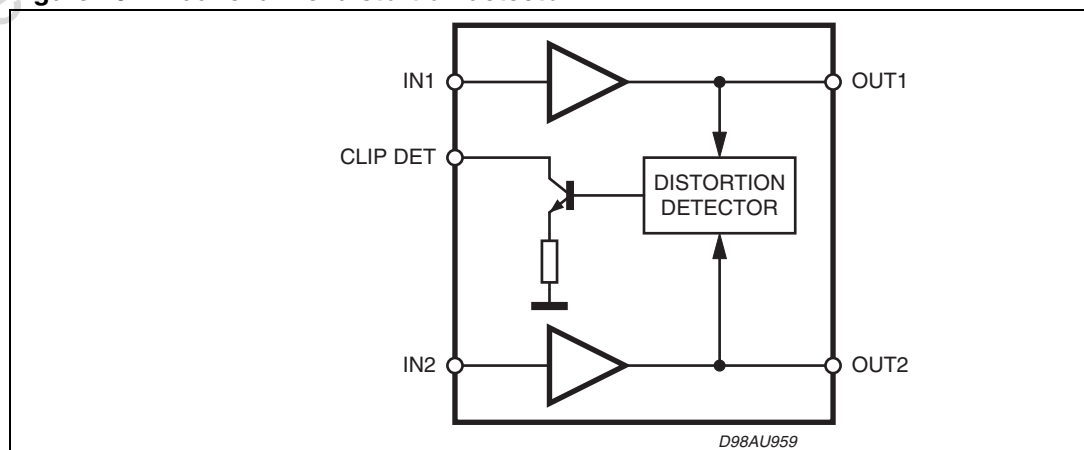 IN1
OUT1
CLIP DET
DISTORTION
DETECTOR
IN2
OUT2
D98AU959